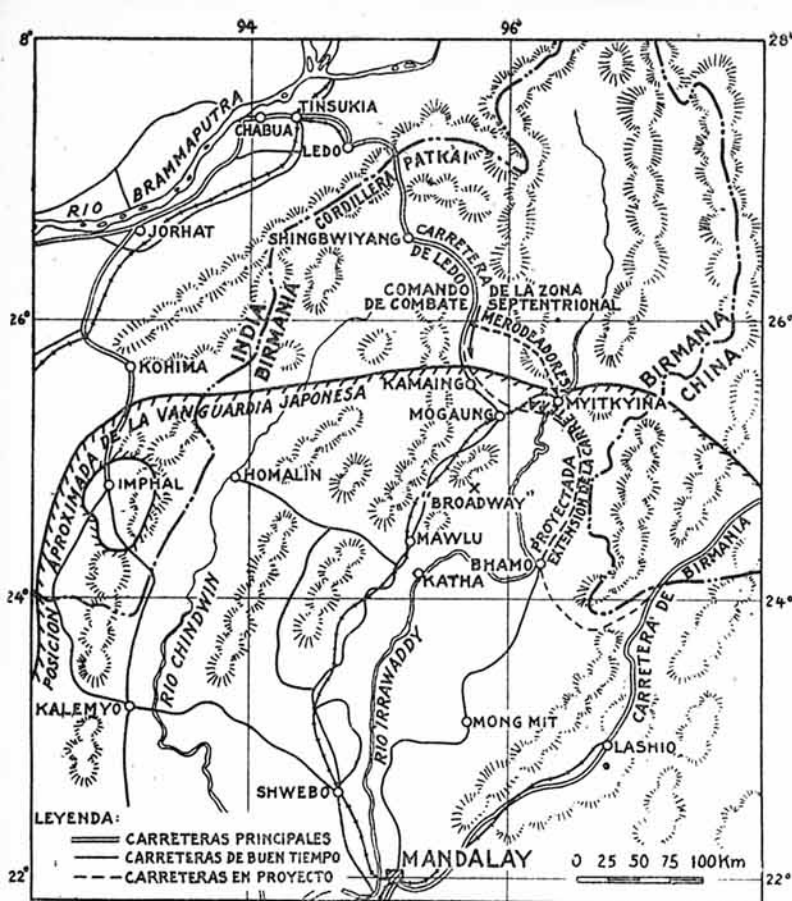 94
96
8°
28°
TINSUKIA
CHABUA
LEDO
RIO BRAMMAPUTRA
CORDILLERA PATKAI
JORHAT
SHINGBWIYANG
CARRETERA
DE LEDO
COMANDO DE LA ZONA
DE COMBATE SEPTENTRIONAL
INDIA
BIRMANIA
MERODEADORES
BIRMANIA
CHINA
26°
26°
KOHIMA
KAMAING
MYITKYINA
MOGAUNG
POSICION APROXIMADA DE LA VANGUARDIA JAPONESA
IMPHAL
HOMALIN
BROADWAY"
PROYECTADA
EXTENSION DE LA CARRET
MAWLU
BHAMO
KATHA
CARRETERA DE BIRMANIA
24°
24°
RIO CHINDWIN
RIO IRRAWADDY
KALEMYO
MONG MIT
LASHIO
SHWEBO
LEYENDA:
CARRETERAS PRINCIPALES
CARRETERAS DE BUEN TIEMPO
CARRETERAS EN PROYECTO
MANDALAY
0 25 50 75 100Km
22°
22°